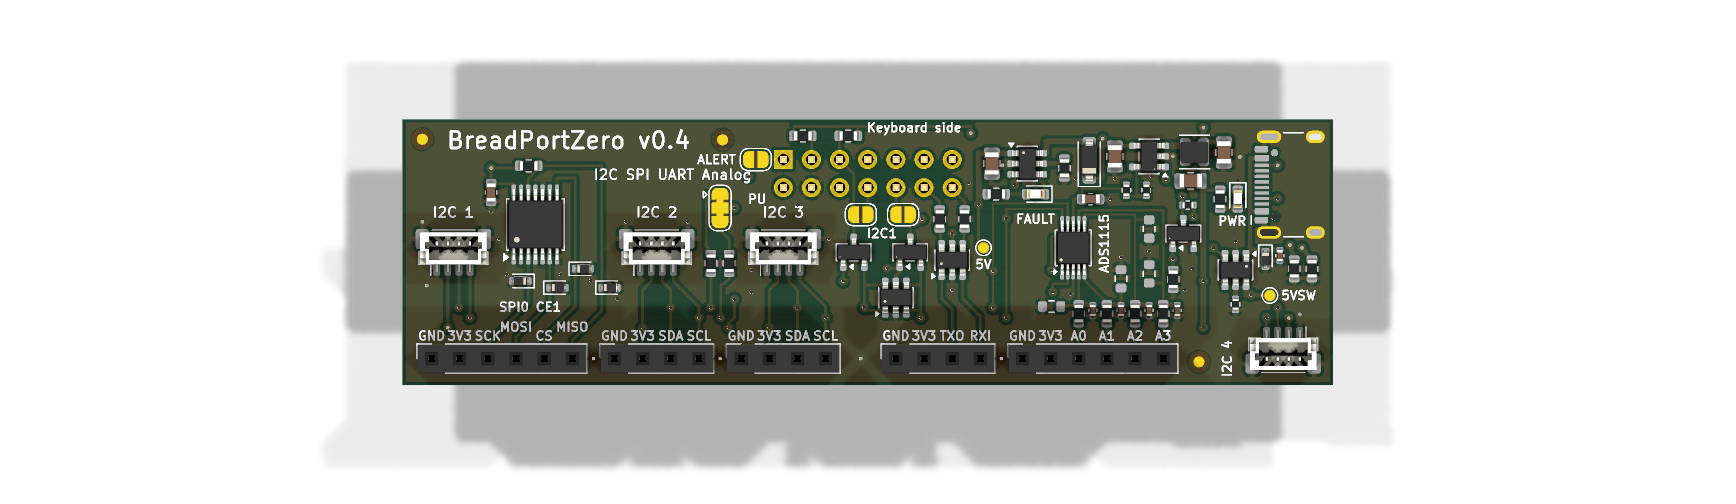 Keyboard side
BreadPortZero v0.4
ALERT
I2C SPI UART Analog
PU
I2C 1
I2C 2
I2C 3
I2C1
FAULT
ADS1115
PWR
5V
5VSW
SPI0 CE1
MOSI
MISO
GND 3V3 SCK CS
GND 3V3 SDA SCL
GND 3V3 SDA SCL
GND 3V3 TXO RXI
GND 3V3 A0 A1 A2 A3
I2C 4